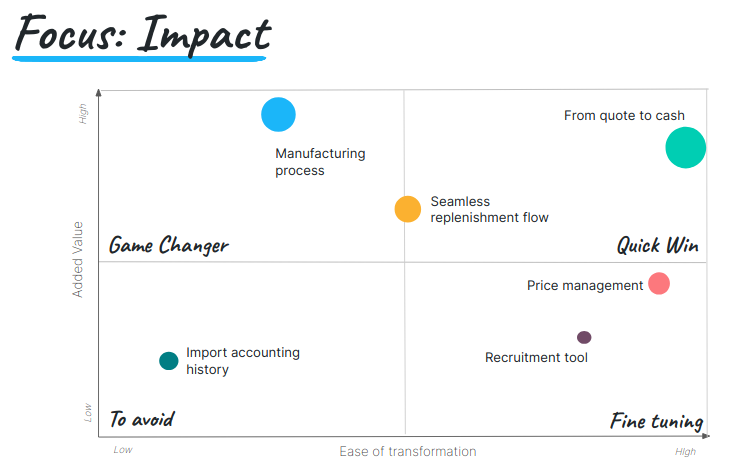 Focus: Impact
High
From quote to cash
Manufacturing
process
Seamless
replenishment flow
Game Changer
Quick Win
Added Value
Price management
Recruitment tool
Import accounting
history
Low
To avoid
Fine tuning
Low
Ease of transformation
High